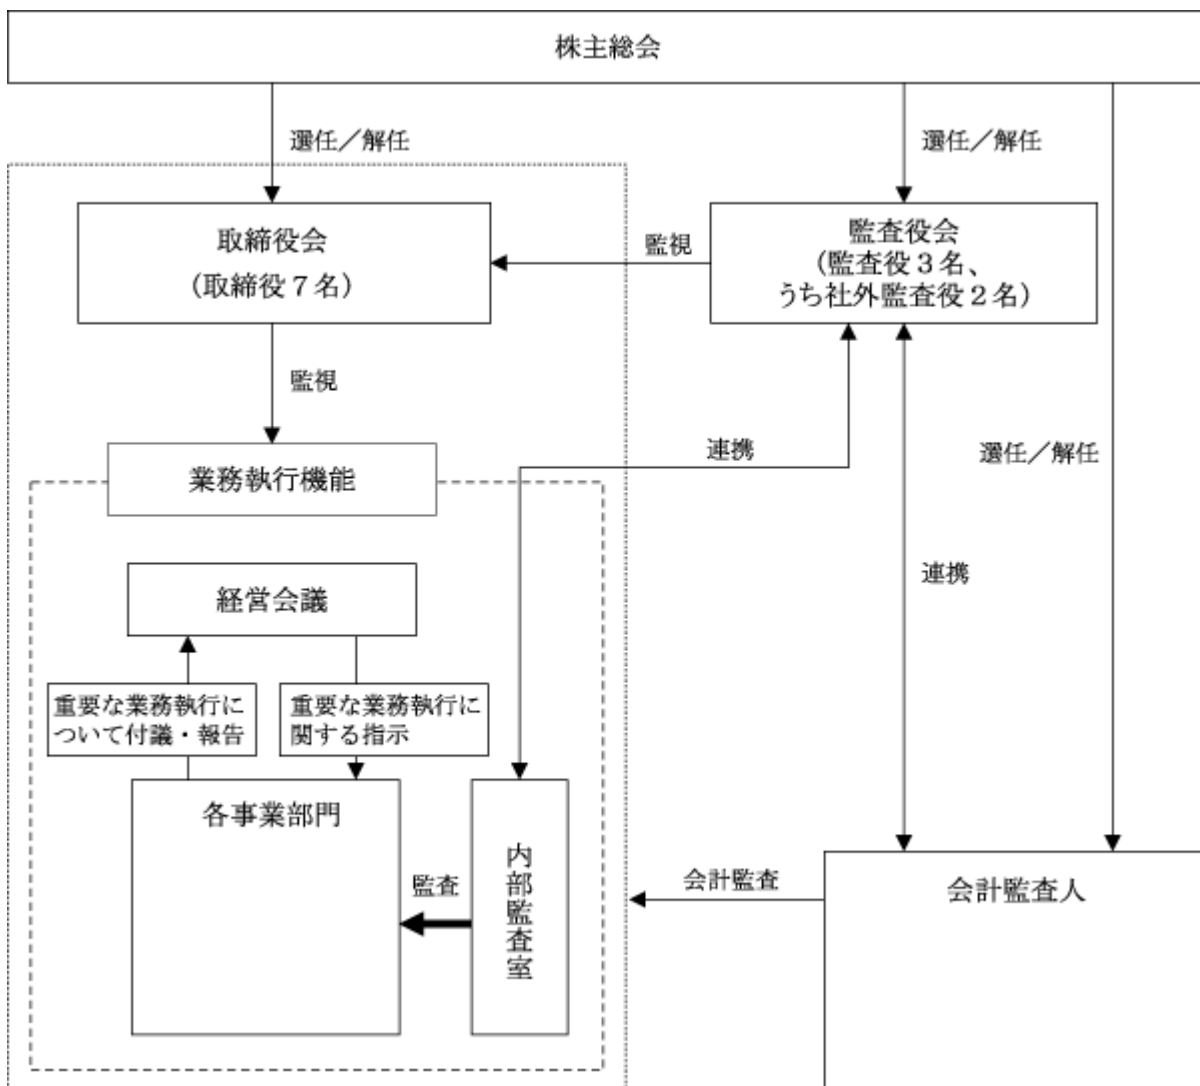 株主総会
選任／解任
選任／解任
取締役会
（取締役７名）
監視
監査役会
（監査役３名、
うち社外監査役２名）
監視
業務執行機能
連携
選任／解任
連携
経営会議
重要な業務執行に
ついて付議・報告
重要な業務執行に
関する指示
各事業部門
監査
内部監査室
会計監査
会計監査人